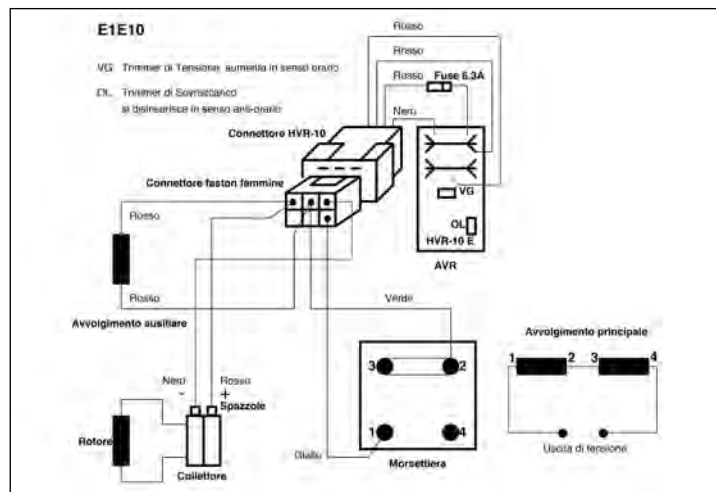 E1E10
VG Trimmer di Tensione, aumenta in senso orario
OL Trimmer di Sovraccarico
si disinserisce in senso anti-orario
Rosso
Rosso
Rosso
Fuse 6.3A
Nero
Connettore HVR-10
Connettore faston femmine
VG
OL
HVR-10 E
AVR
Rosso
Rosso
Avvolgimento ausiliare
Verde
Avvolgimento principale
1 2 3 4
Uscita di tensione
3 2
1 4
Morsettiera
Giallo
Nero
Rosso
- +
Spazzole
Rotore
Collettore